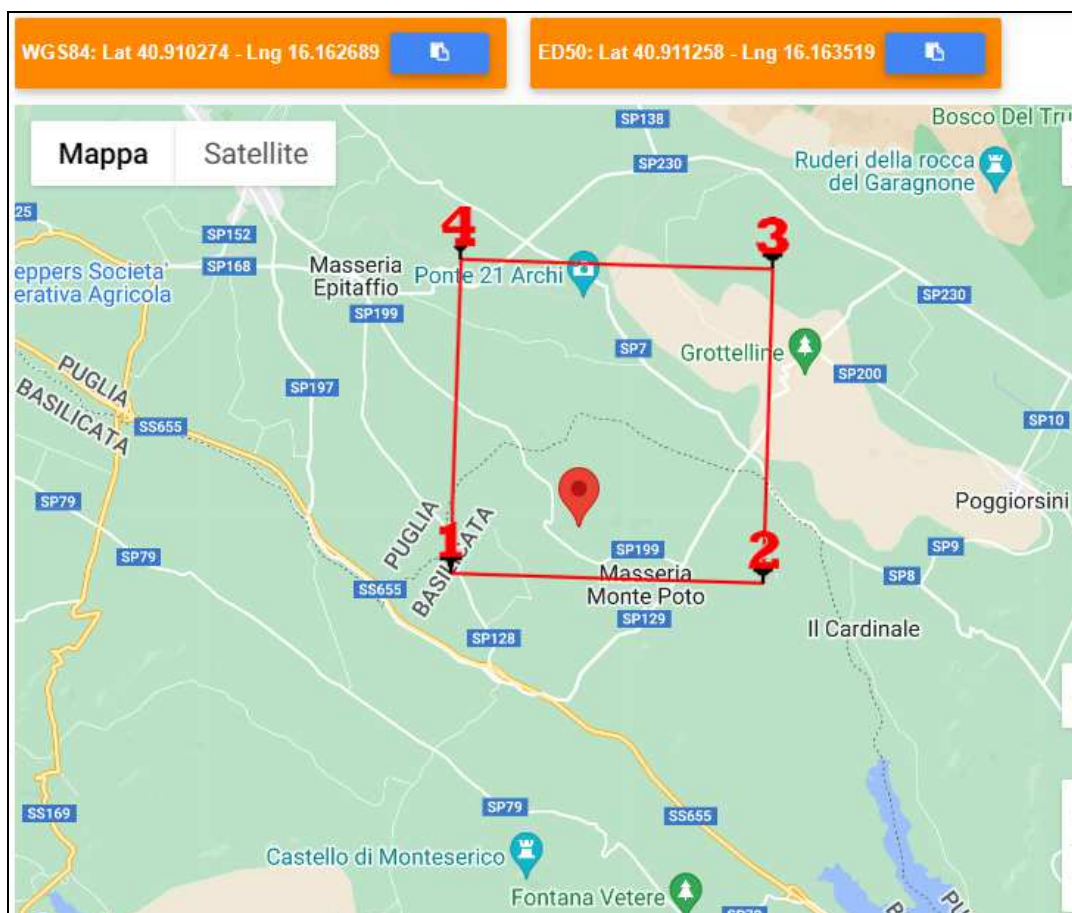 WGS84: Lat 40.910274 - Lng 16.162689
ED50: Lat 40.911258 - Lng 16.163519
Mappa
Satellite
SP138
Bosco Del Tru
SP230
Ruderi della rocca
del Garagnone
25
SP152
4
3
eppers Societa'
erativa Agricola
SP168
Masseria
Epitaffio
Ponte 21 Archi
SP230
SP199
SP7
Grottelline
SP200
PUGLIA
BASILICATA
SP197
SS655
SP10
SP79
Poggiorsini
PUGLIA
BASILICATA
1
2
SP79
SP199
SP9
SP8
SS655
Masseria
Monte Poto
SP129
Il Cardinale
SP128
SP79
SS169
SS655
Castello di Monteserico
Fontana Vetere